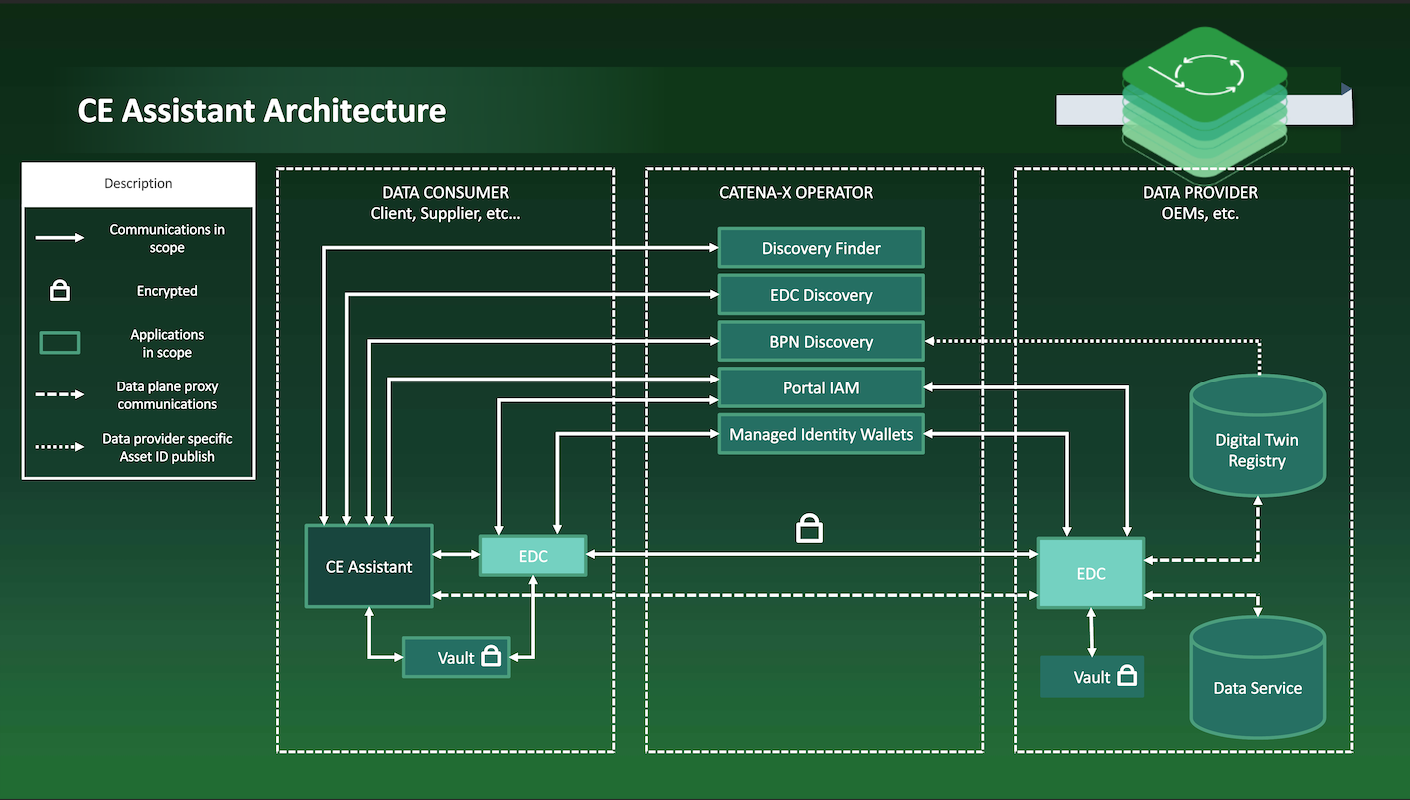 CE Assistant Architecture
Description
Communications in
scope
Encrypted
Applications
in scope
Data plane proxy
communications
Data provider specific
Asset ID publish
DATA CONSUMER
Client, Supplier, etc...
CE Assistant
EDC
Vault
CATENA-X OPERATOR
Discovery Finder
EDC Discovery
BPN Discovery
Portal IAM
Managed Identity Wallets
DATA PROVIDER
OEMs, etc.
Digital Twin
Registry
EDC
Vault
Data Service